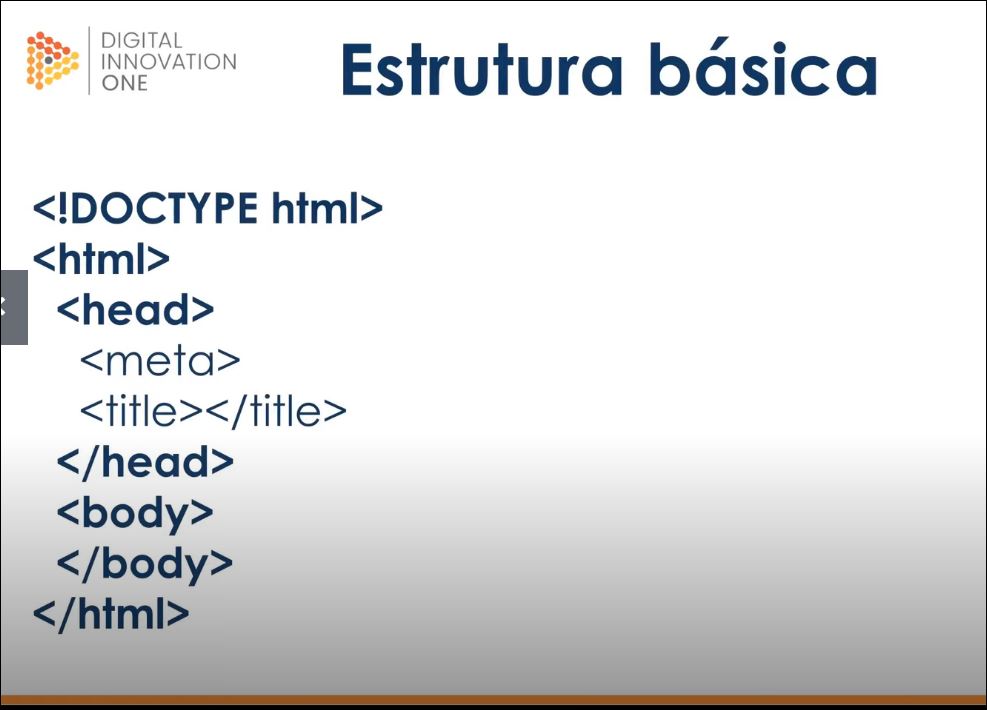 DIGITAL
INNOVATION
ONE
Estrutura básica
<!DOCTYPE html>
<html>
<head>
<meta>
<title></title>
</head>
<body>
</body>
</html>